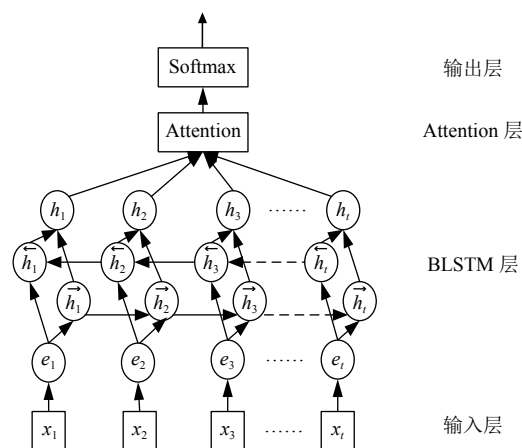 Softmax 输出层
Attention Attention 层
h₁ h₂ h₃ ...... hₜ
←h₁ ←h₂ ←h₃ ←hₜ BLSTM 层
→h₁ →h₂ →h₃ →hₜ
e₁ e₂ e₃ ...... eₜ
x₁ x₂ x₃ ...... xₜ 输入层